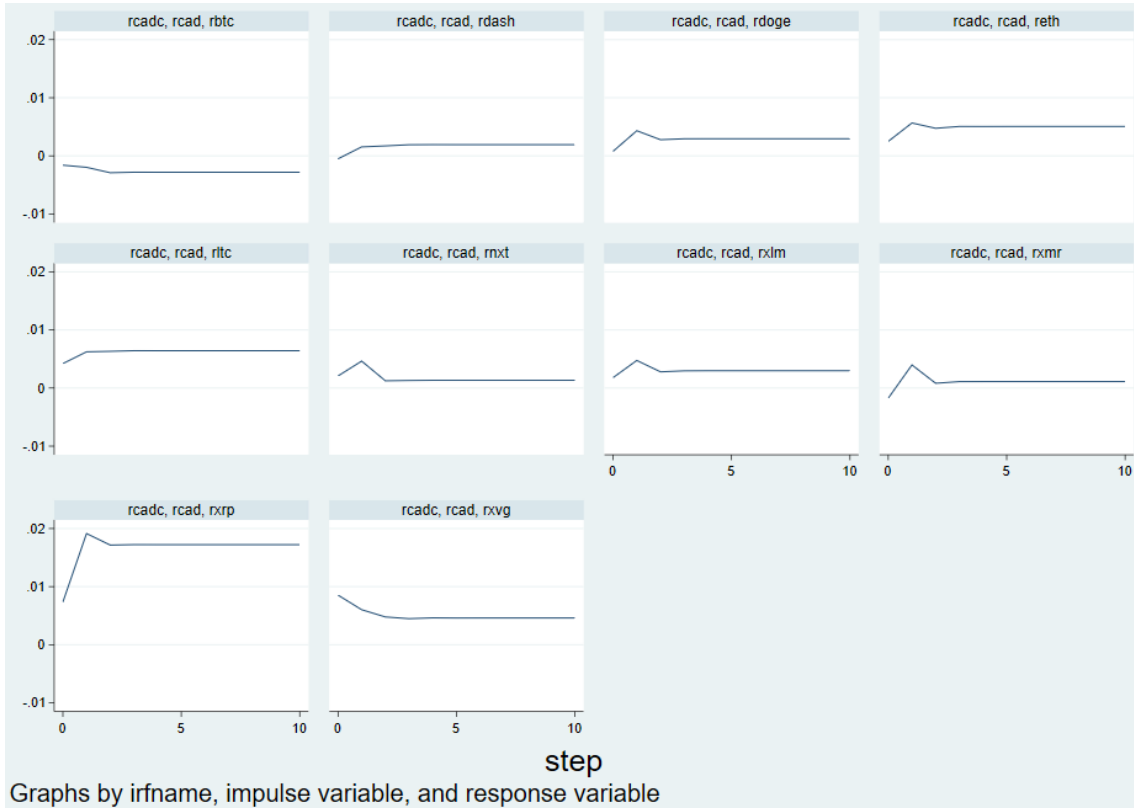 rcadc, rcad, rbtc
rcadc, rcad, rdash
rcadc, rcad, rdoge
rcadc, rcad, reth
.02
.01
0
-.01
rcadc, rcad, rltc
rcadc, rcad, rnxt
rcadc, rcad, rxlm
rcadc, rcad, rxmr
.02
.01
0
-.01
0 5 10
0 5 10
rcadc, rcad, rxrp
rcadc, rcad, rxvg
.02
.01
0
-.01
0 5 10
0 5 10
step
Graphs by irfname, impulse variable, and response variable